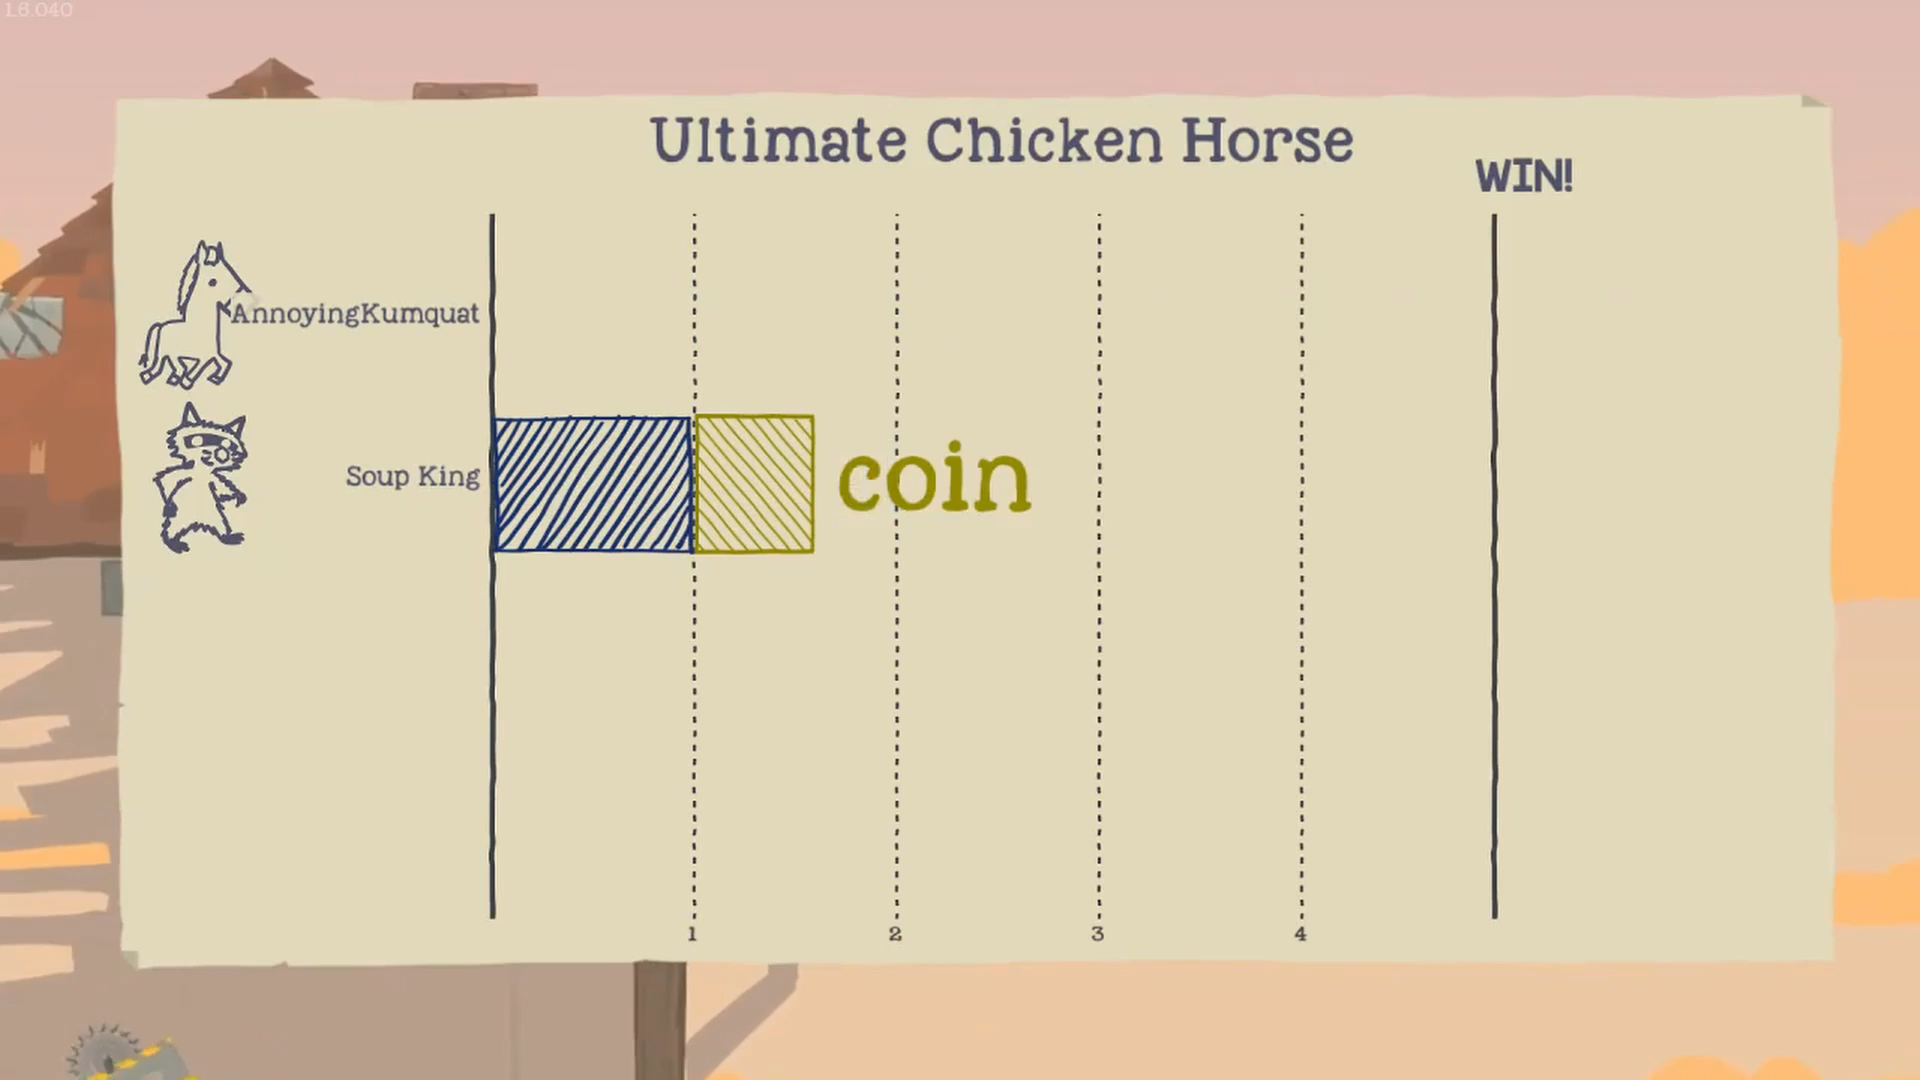 1.6.040
Ultimate Chicken Horse
WIN!
AnnoyingKumquat
Soup King
coin
1 2 3 4